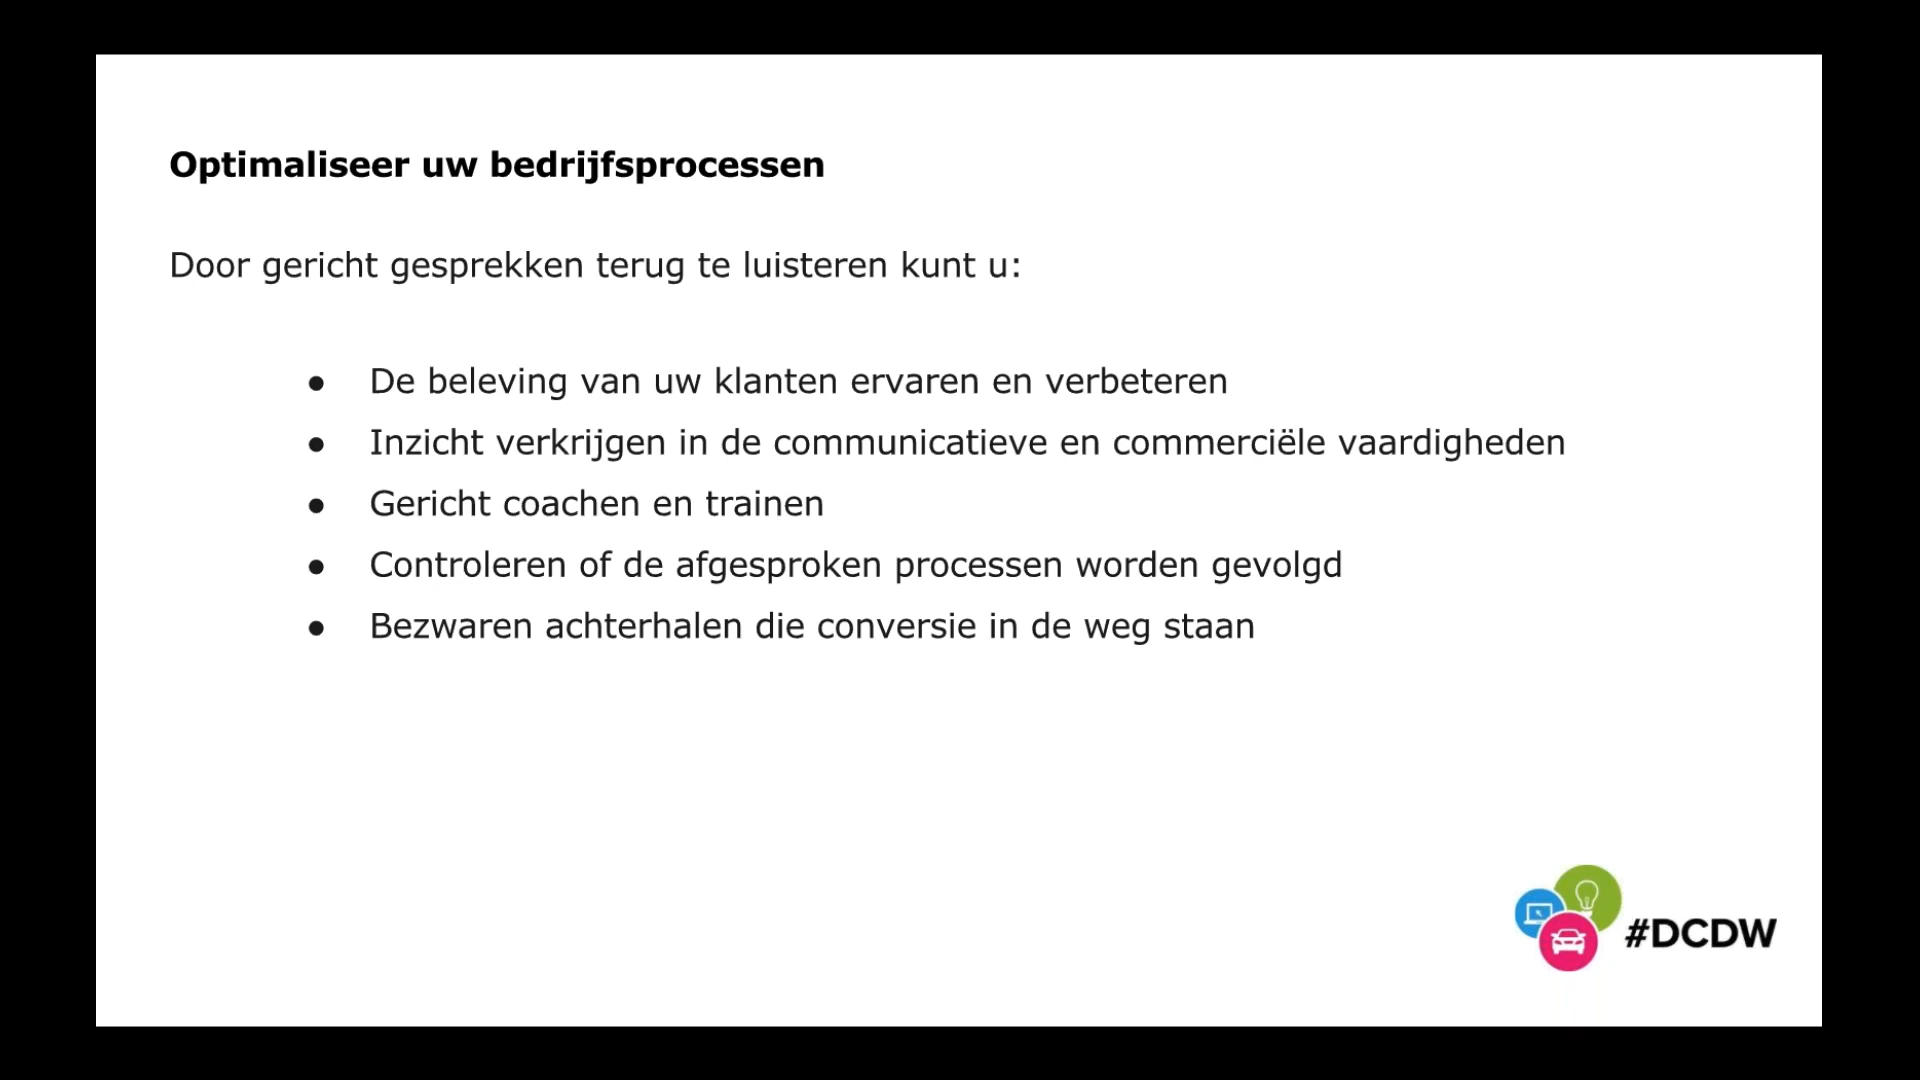 Optimaliseer uw bedrijfsprocessen
Door gericht gesprekken terug te luisteren kunt u:
● De beleving van uw klanten ervaren en verbeteren
● Inzicht verkrijgen in de communicatieve en commerciële vaardigheden
● Gericht coachen en trainen
● Controleren of de afgesproken processen worden gevolgd
● Bezwaren achterhalen die conversie in de weg staan
#DCDW